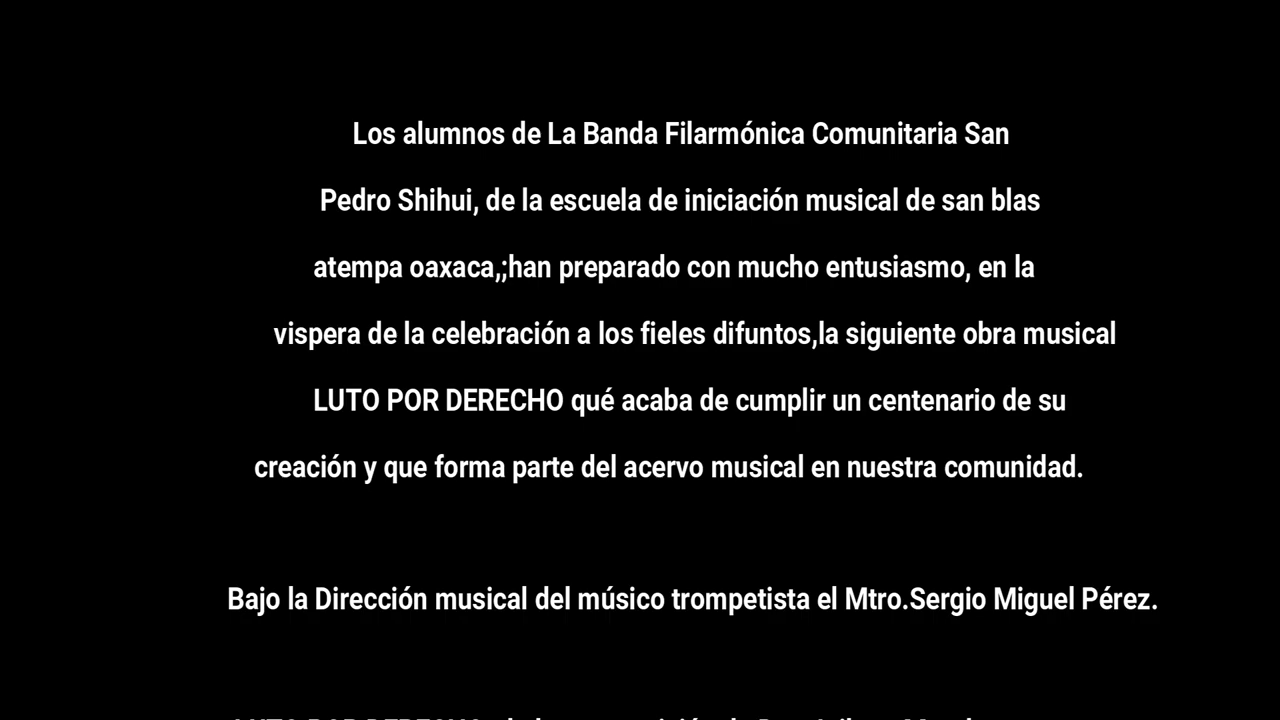 Los alumnos de La Banda Filarmónica Comunitaria San
Pedro Shihui, de la escuela de iniciación musical de san blas
atempa oaxaca,;han preparado con mucho entusiasmo, en la
vispera de la celebración a los fieles difuntos,la siguiente obra musical
LUTO POR DERECHO qué acaba de cumplir un centenario de su
creación y que forma parte del acervo musical en nuestra comunidad.
Bajo la Dirección musical del músico trompetista el Mtro.Sergio Miguel Pérez.
LUTO POR DERECHO